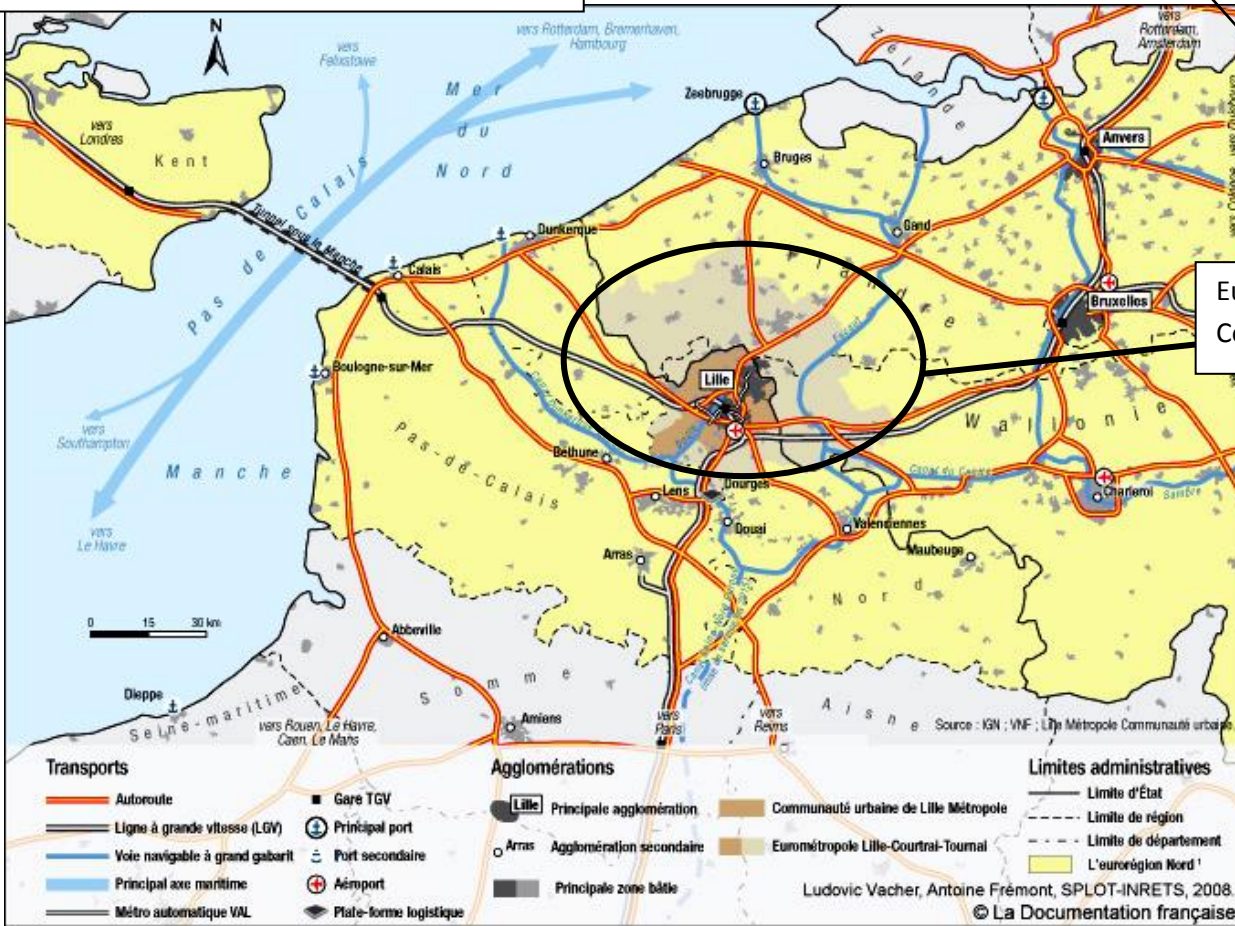 N
vers
Felixstowe
vers Rotterdam, Bremerhaven,
Hambourg
vers
Rotterdam,
Amsterdam
Zélande
Mer
du
Nord
vers
Londres
Kent
Pas de Calais
Tunnel sous la Manche
Zeebrugge
Bruges
Anvers
Gand
Dunkerque
Calais
Flandre
Escaut
Bruxelles
Eu
Co
Boulogne-sur-Mer
Lille
vers
Southampton
Manche
vers
Le Havre
Pas-de-Calais
Béthune
Wallonie
Canal du Centre
Charleroi
Sambre
Lens
Dourges
Douai
Valenciennes
Maubeuge
Arras
Nord
0 15 30 km
Abbeville
Dieppe
Seine-maritime
Somme
Aisne
vers Rouen, Le Havre,
Caen, Le Mans
Amiens
vers
Paris
vers
Reims
Source : IGN ; VNF ; Lille Métropole Communauté urbaine
Transports
Autoroute
Ligne à grande vitesse (LGV)
Voie navigable à grand gabarit
Principal axe maritime
Métro automatique VAL
Gare TGV
Principal port
Port secondaire
Aéroport
Plate-forme logistique
Agglomérations
Lille Principale agglomération
Arras Agglomération secondaire
Principale zone bâtie
Communauté urbaine de Lille Métropole
Eurométropole Lille-Courtrai-Tournai
Limites administratives
Limite d'État
Limite de région
Limite de département
L'eurorégion Nord ¹
Ludovic Vacher, Antoine Frémont, SPLOT-INRETS, 2008.
© La Documentation française